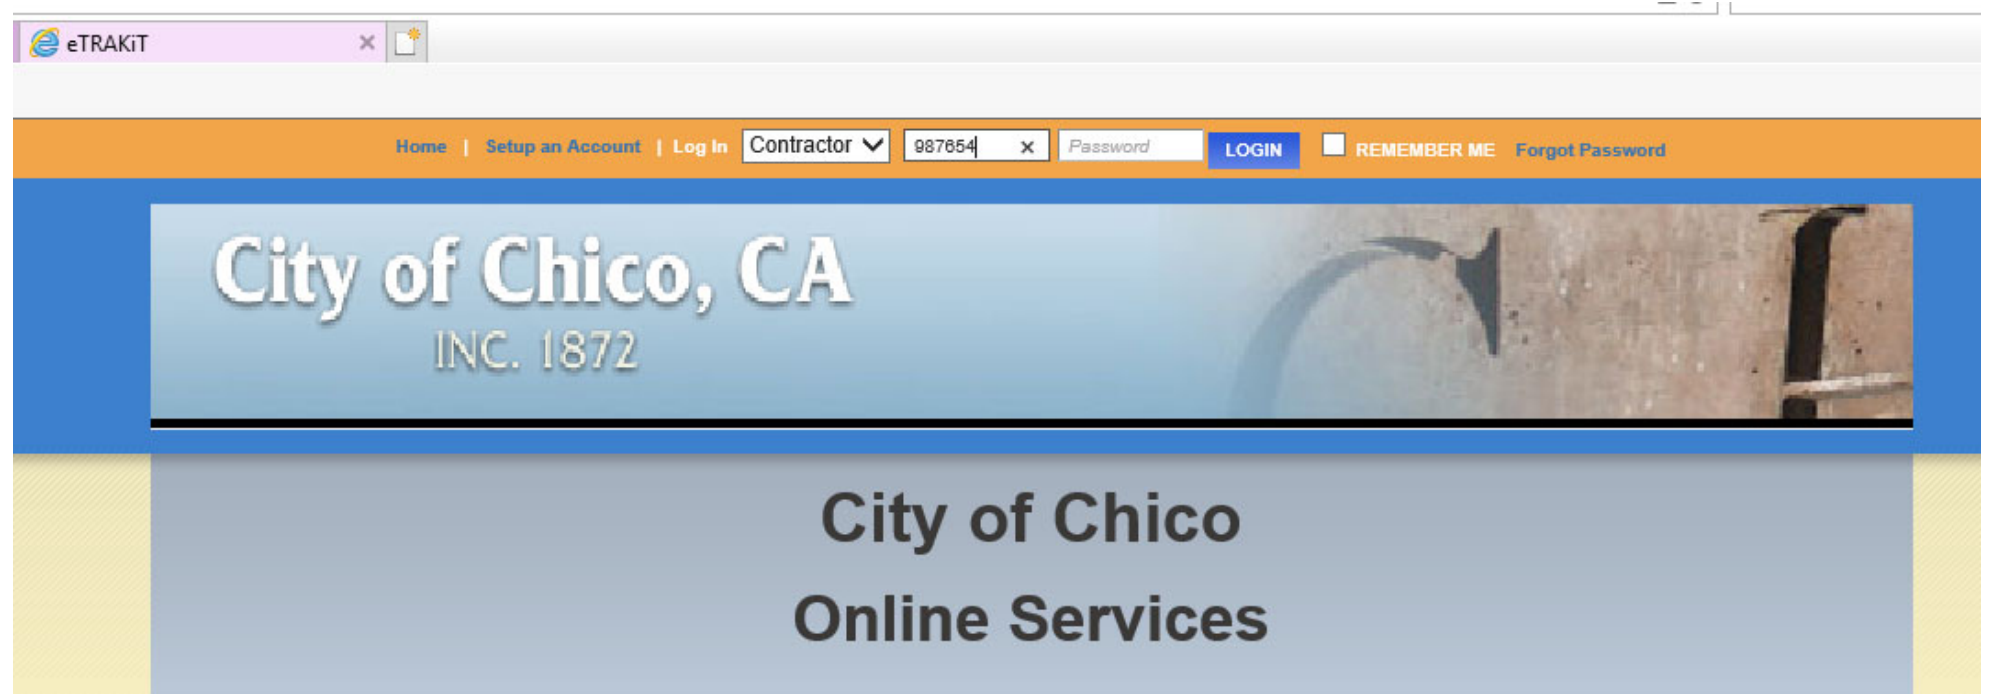 eTRAKiT
Home | Setup an Account | Log In Contractor 987654 Password LOGIN REMEMBER ME Forgot Password
City of Chico, CA
INC. 1872
City of Chico
Online Services